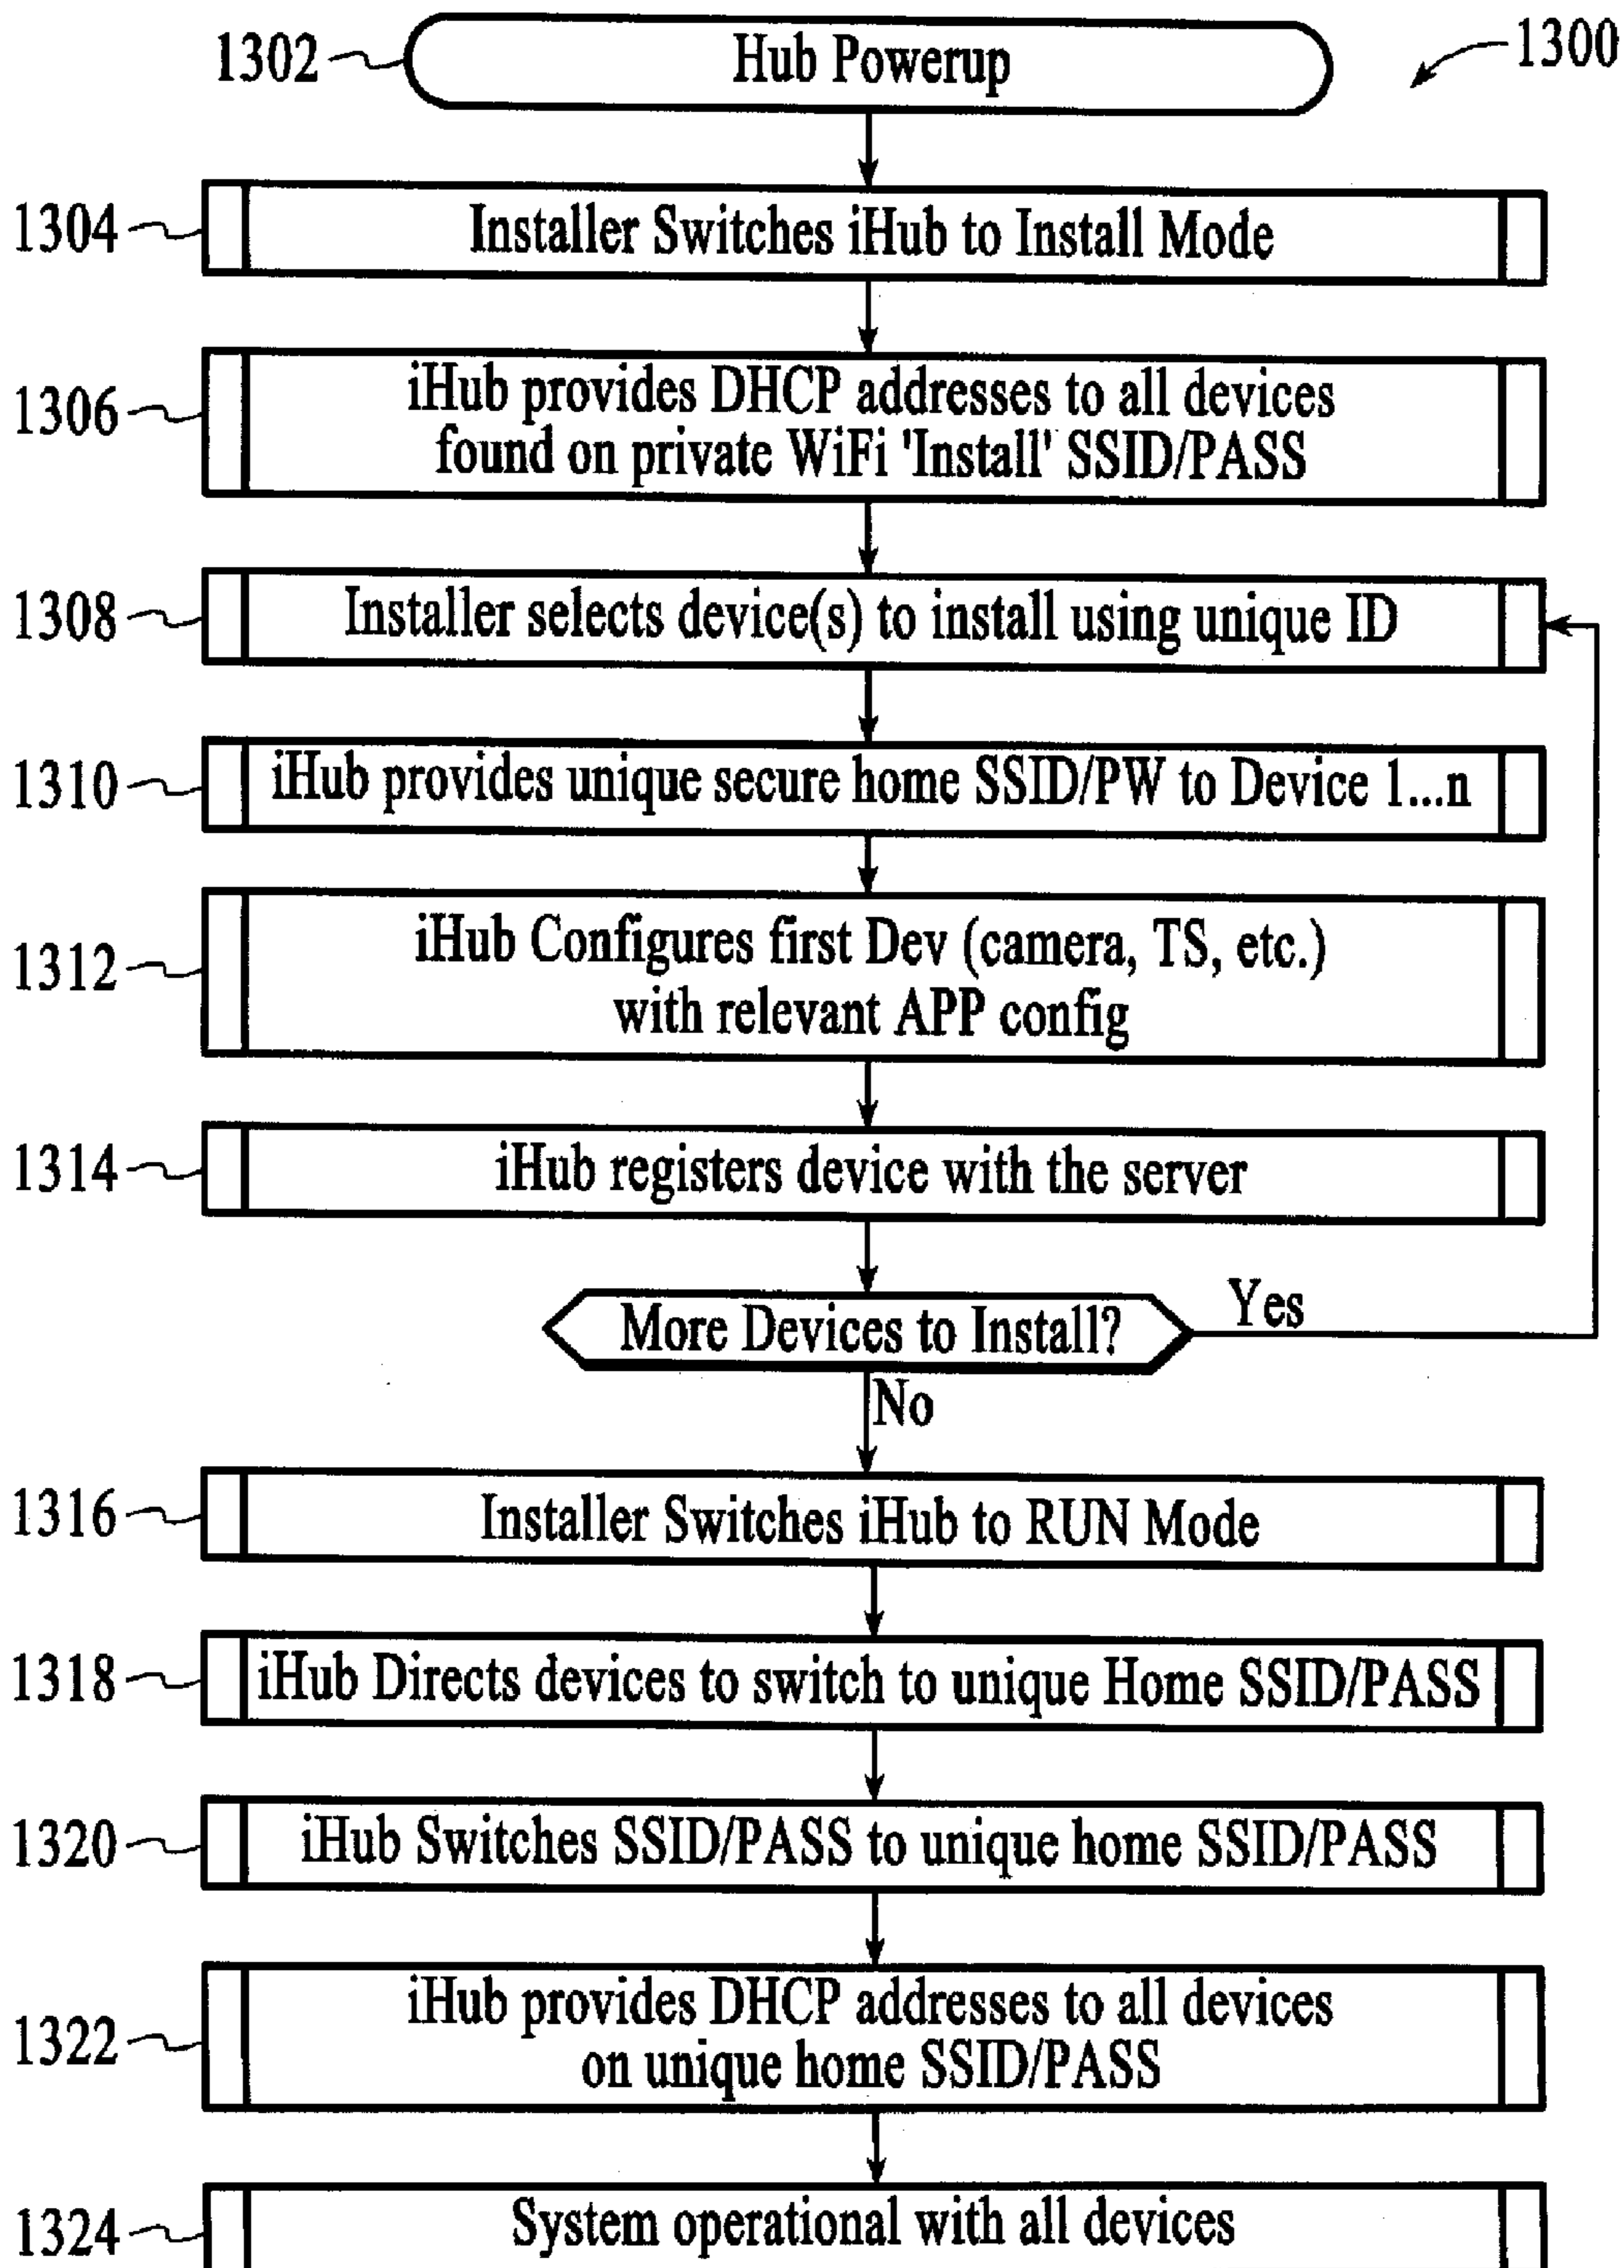 1300
1302
Hub Powerup
1304
Installer Switches iHub to Install Mode
1306
iHub provides DHCP addresses to all devices
found on private WiFi 'Install' SSID/PASS
1308
Installer selects device(s) to install using unique ID
1310
iHub provides unique secure home SSID/PW to Device 1...n
1312
iHub Configures first Dev (camera, TS, etc.)
with relevant APP config
1314
iHub registers device with the server
More Devices to Install?
Yes
No
1316
Installer Switches iHub to RUN Mode
1318
iHub Directs devices to switch to unique Home SSID/PASS
1320
iHub Switches SSID/PASS to unique home SSID/PASS
1322
iHub provides DHCP addresses to all devices
on unique home SSID/PASS
1324
System operational with all devices